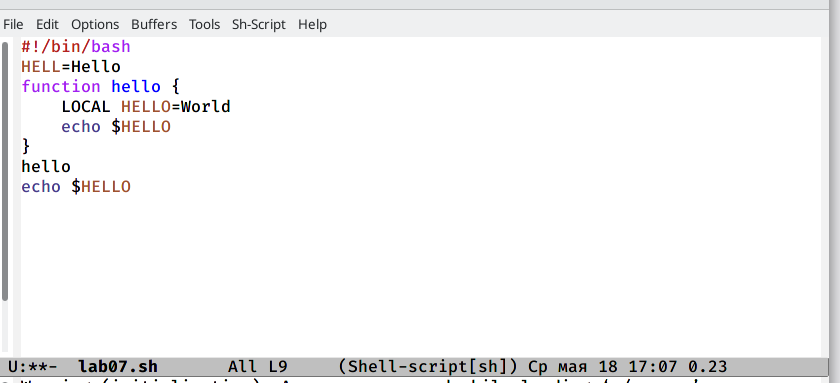 File Edit Options Buffers Tools Sh-Script Help
#!/bin/bash
HELL=Hello
function hello {
    LOCAL HELLO=World
    echo $HELLO
}
hello
echo $HELLO
U:**-  lab07.sh       All L9     (Shell-script[sh]) Ср мая 18 17:07 0.23